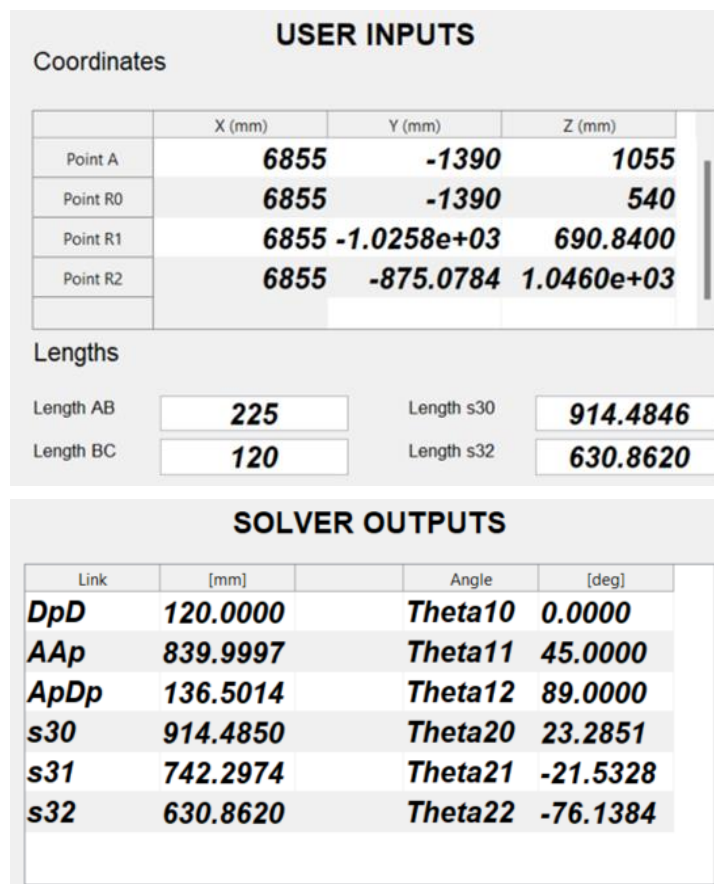 USER INPUTS
Coordinates
X (mm) Y (mm) Z (mm)
Point A 6855 -1390 1055
Point R0 6855 -1390 540
Point R1 6855 -1.0258e+03 690.8400
Point R2 6855 -875.0784 1.0460e+03
Lengths
Length AB 225 Length s30 914.4846
Length BC 120 Length s32 630.8620
SOLVER OUTPUTS
Link [mm] Angle [deg]
DpD 120.0000 Theta10 0.0000
AAp 839.9997 Theta11 45.0000
ApDp 136.5014 Theta12 89.0000
s30 914.4850 Theta20 23.2851
s31 742.2974 Theta21 -21.5328
s32 630.8620 Theta22 -76.1384